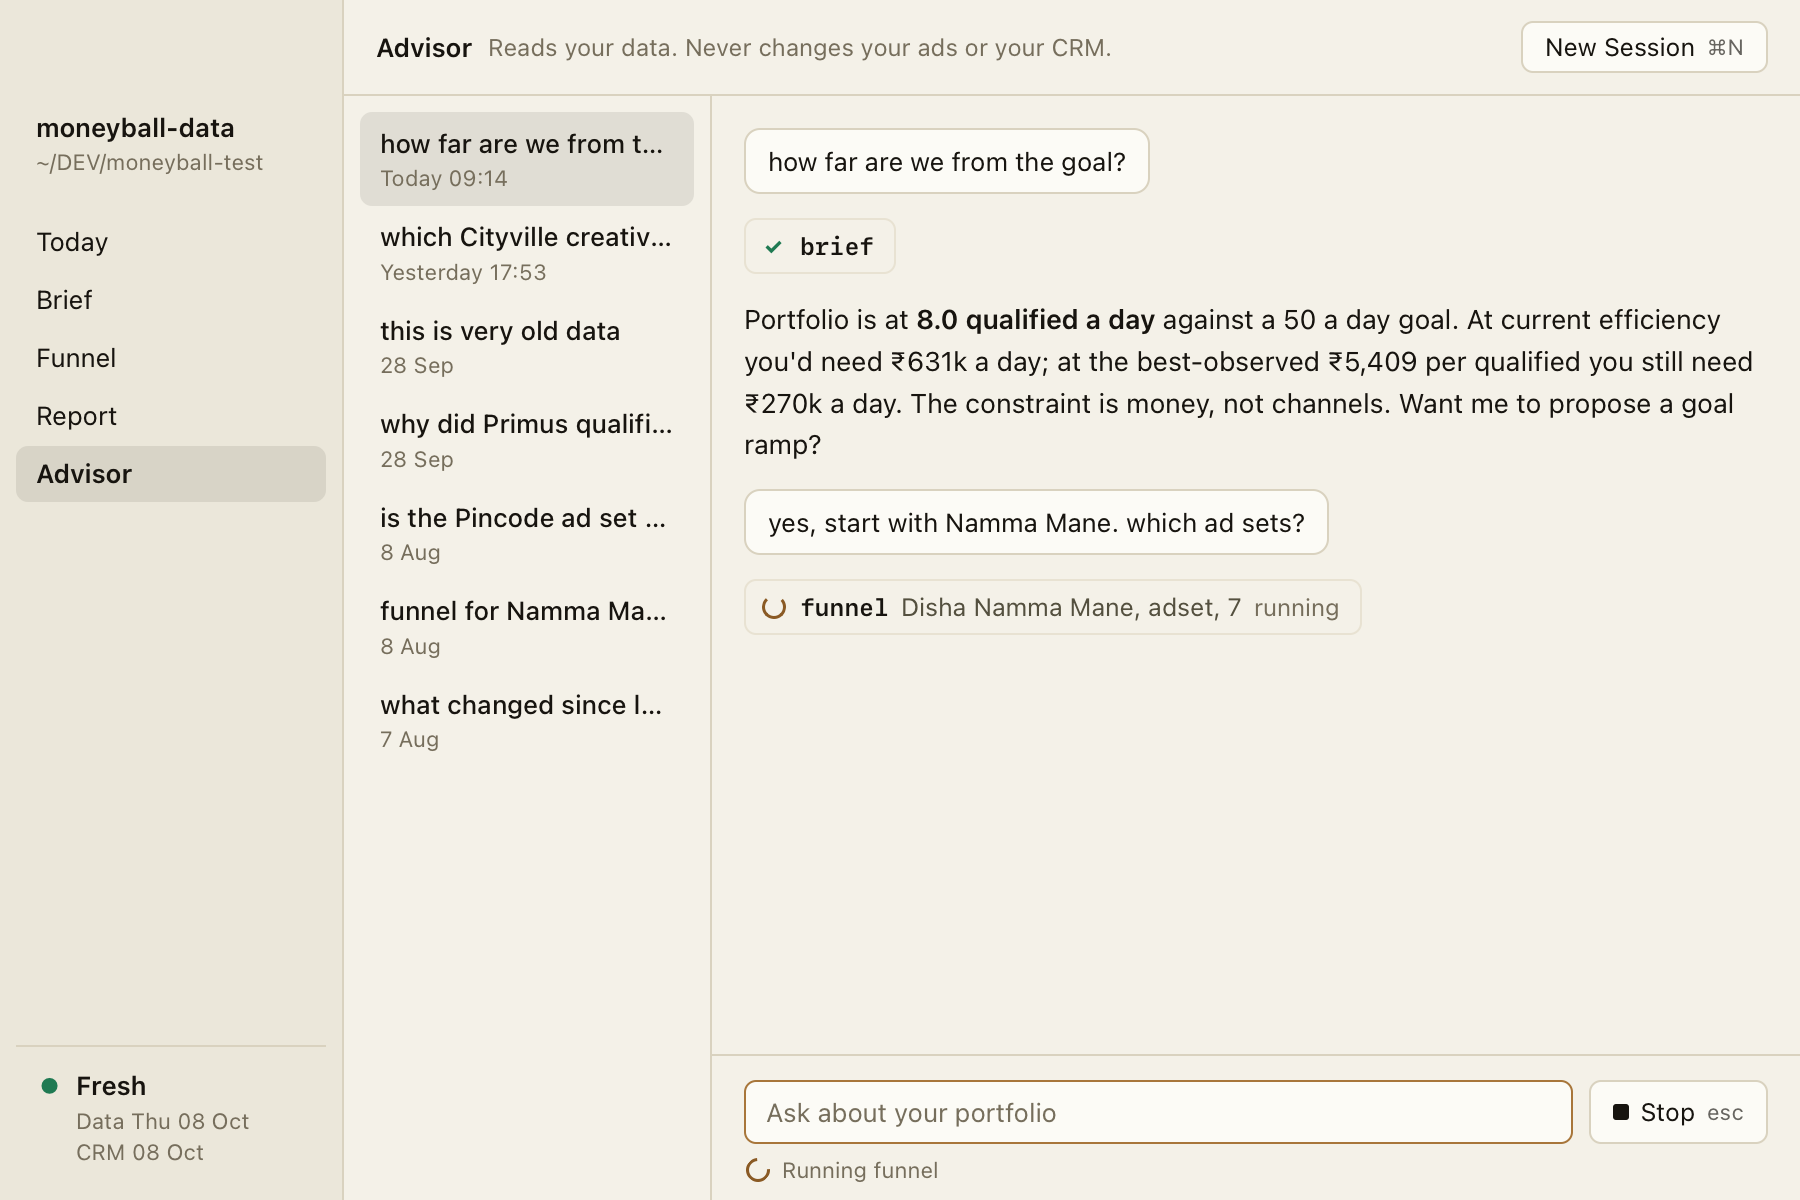 moneyball-data
~/DEV/moneyball-test
Today
Brief
Funnel
Report
Advisor
Fresh
Data Thu 08 Oct
CRM 08 Oct
Advisor Reads your data. Never changes your ads or your CRM.
New Session ⌘N
how far are we from t...
Today 09:14
which Cityville creativ...
Yesterday 17:53
this is very old data
28 Sep
why did Primus qualifi...
28 Sep
is the Pincode ad set ...
8 Aug
funnel for Namma Ma...
8 Aug
what changed since l...
7 Aug
how far are we from the goal?
brief
Portfolio is at 8.0 qualified a day against a 50 a day goal. At current efficiency
you'd need ₹631k a day; at the best-observed ₹5,409 per qualified you still need
₹270k a day. The constraint is money, not channels. Want me to propose a goal
ramp?
yes, start with Namma Mane. which ad sets?
funnel Disha Namma Mane, adset, 7 running
Ask about your portfolio
Stop esc
Running funnel